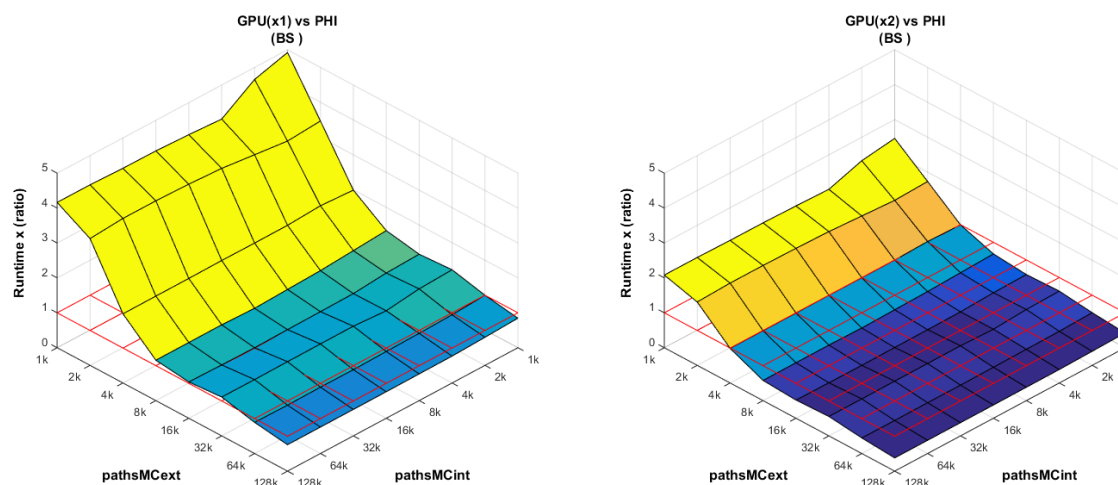 GPU(x1) vs PHI
(BS )
5
4
3
2
1
0
Runtime x (ratio)
1k
2k
4k
8k
16k
32k
64k
128k
pathsMCext
128k
64k
32k
16k
8k
4k
2k
1k
pathsMCint
GPU(x2) vs PHI
(BS )
5
4
3
2
1
0
Runtime x (ratio)
1k
2k
4k
8k
16k
32k
64k
128k
pathsMCext
128k
64k
32k
16k
8k
4k
2k
pathsMCint